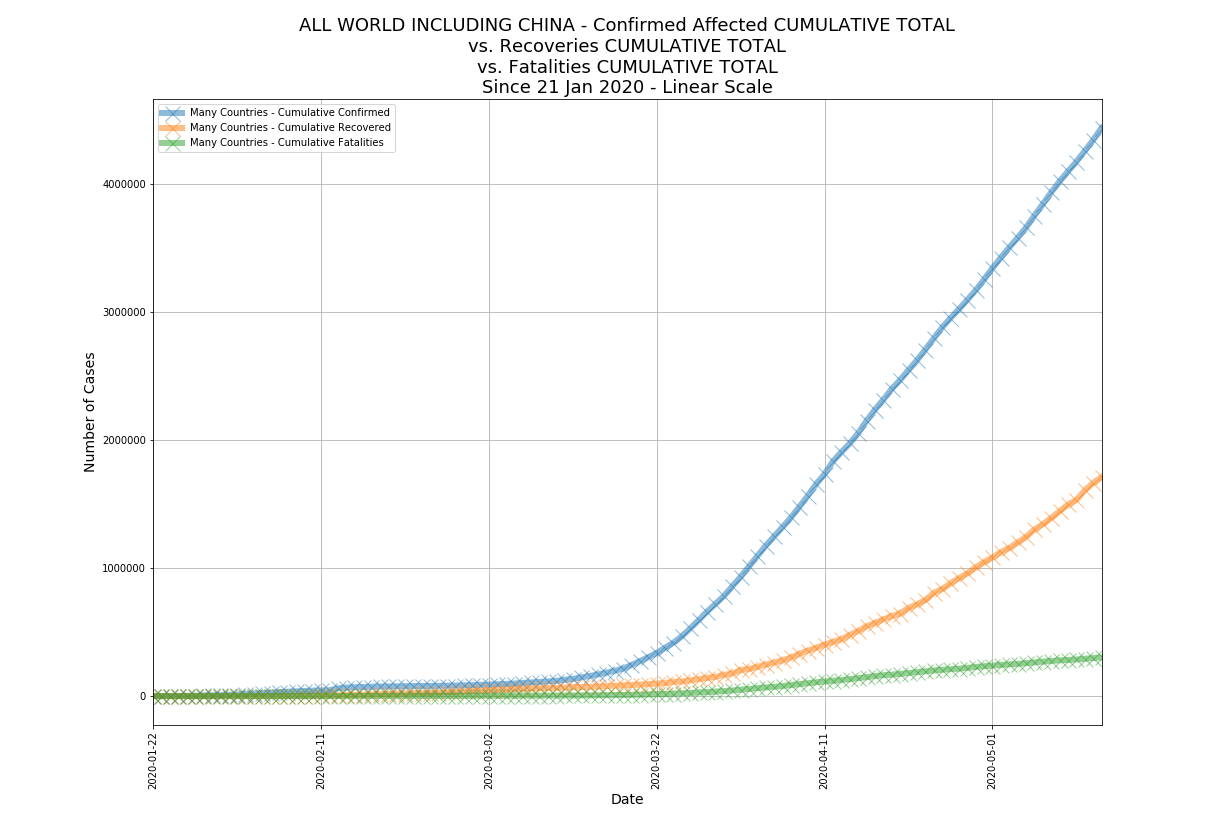 ALL WORLD INCLUDING CHINA - Confirmed Affected CUMULATIVE TOTAL
vs. Recoveries CUMULATIVE TOTAL
vs. Fatalities CUMULATIVE TOTAL
Since 21 Jan 2020 - Linear Scale
Many Countries - Cumulative Confirmed
Many Countries - Cumulative Recovered
Many Countries - Cumulative Fatalities
Number of Cases
4000000
3000000
2000000
1000000
0
2020-01-22
2020-02-11
2020-03-02
2020-03-22
2020-04-11
2020-05-01
Date